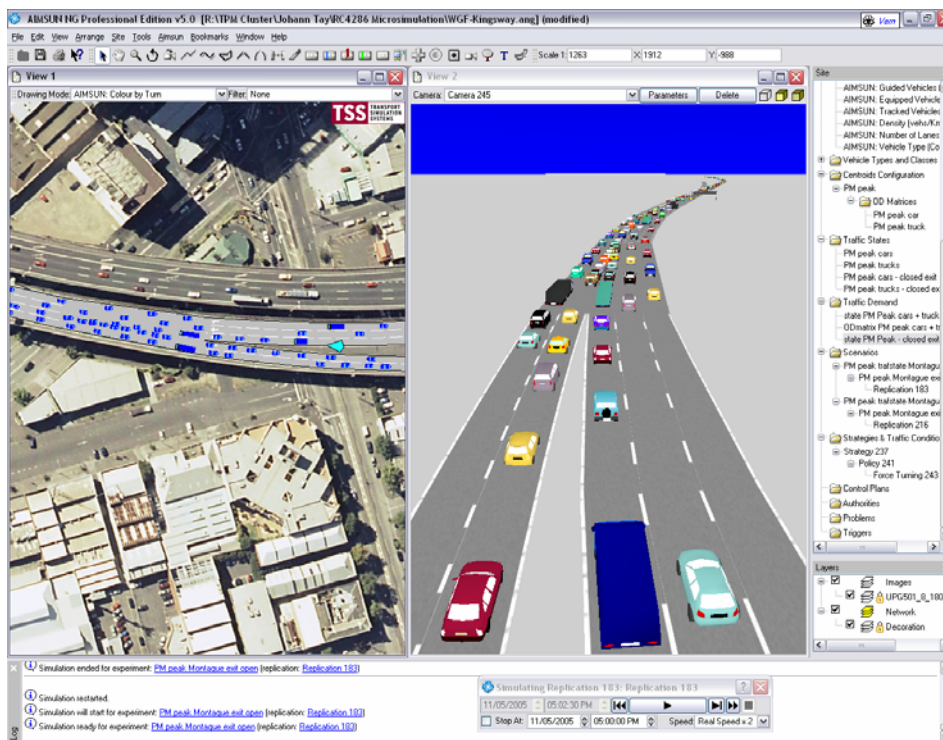 AIMSUN NG Professional Edition v5.0 [R:\TPM Cluster\Johann Tay\RC4286 Microsimulation\WGF-Kingsway.ang] (modified)
File Edit View Arrange Site Tools Aimsun Bookmarks Window Help
Scale 1: 1263 X: 1912 Y: -988
View 1
Drawing Mode: AIMSUN: Colour by Turn Filter: None
TSS TRANSPORT SIMULATION SYSTEMS
View 2
Camera: Camera 245 Parameters Delete
Site
AIMSUN: Guided Vehicles (
AIMSUN: Equipped Vehicle
AIMSUN: Tracked Vehicles
AIMSUN: Density (vehs/Km
AIMSUN: Number of Lanes
AIMSUN: Vehicle Type (Co
Vehicle Types and Classes
Centroids Configuration
PM peak
OD Matrices
PM peak car
PM peak truck
Traffic States
PM peak cars
PM peak trucks
PM peak cars - closed exit
PM peak trucks - closed ex
Traffic Demand
state PM Peak cars + truck
ODmatrix PM peak cars + tr
state PM Peak - closed exit
Scenarios
PM peak trafstate Montagu
PM peak Montague ex
Replication 183
PM peak trafstate Montagu
PM peak Montague ex
Replication 216
Strategies & Traffic Conditio
Strategy 237
Policy 241
Force Turning 243
Control Plans
Authorities
Problems
Triggers
Layers
Images
UPG501_8_180
Network
Decoration
Simulation ended for experiment: PM peak Montague exit open (replication: Replication 183)
Simulation restarted.
Simulation will start for experiment: PM peak Montague exit open (replication: Replication 183)
Simulation ready for experiment: PM peak Montague exit open (replication: Replication 183)
Log
Simulating Replication 183: Replication 183
11/05/2005 05:02:30 PM
Stop At: 11/05/2005 05:00:00 PM Speed: Real Speed x 2